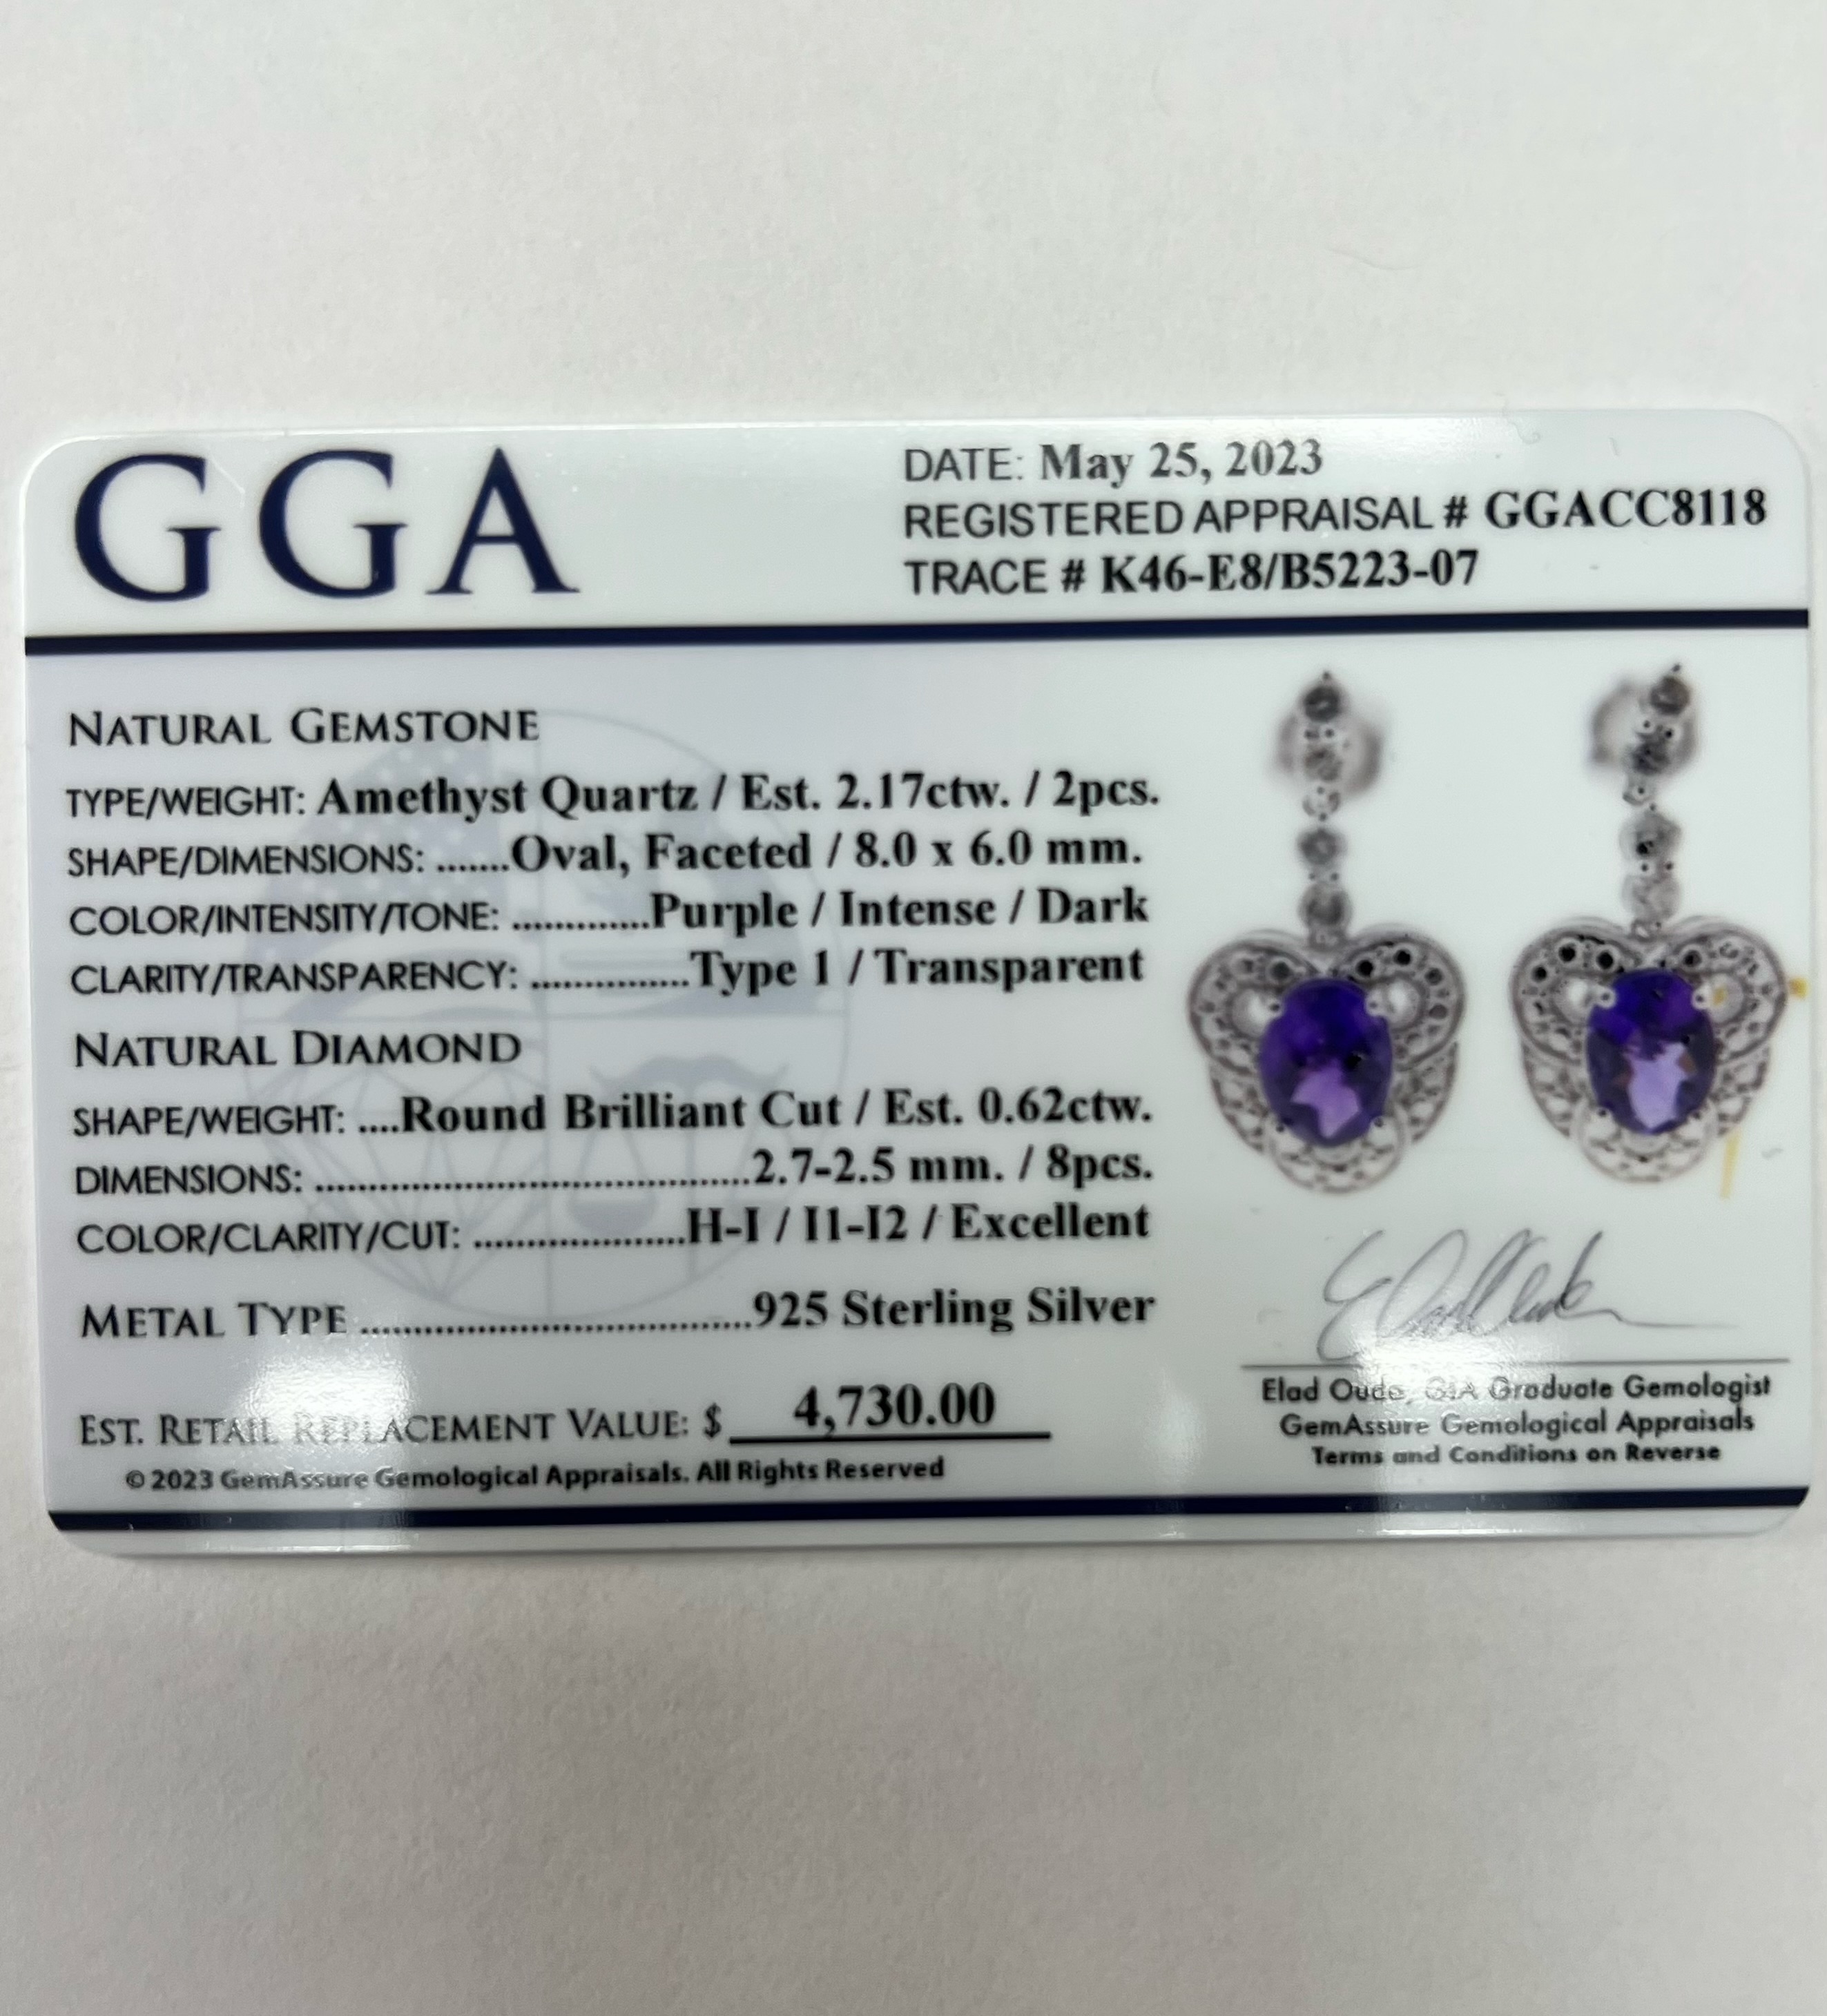 GGA
DATE: May 25, 2023
REGISTERED APPRAISAL # GGACC8118
TRACE # K46-E8/B5223-07
NATURAL GEMSTONE
TYPE/WEIGHT: Amethyst Quartz / Est. 2.17ctw. / 2pcs.
SHAPE/DIMENSIONS: .......Oval, Faceted / 8.0 x 6.0 mm.
COLOR/INTENSITY/TONE: .............Purple / Intense / Dark
CLARITY/TRANSPARENCY: ...............Type 1 / Transparent
NATURAL DIAMOND
SHAPE/WEIGHT: ....Round Brilliant Cut / Est. 0.62ctw.
DIMENSIONS: .........................................2.7-2.5 mm. / 8pcs.
COLOR/CLARITY/CUT: ....................H-I / I1-I2 / Excellent
METAL TYPE .....................................925 Sterling Silver
EST. RETAIL REPLACEMENT VALUE: $ 4,730.00
© 2023 GemAssure Gemological Appraisals. All Rights Reserved
Elad Oude, GIA Graduate Gemologist
GemAssure Gemological Appraisals
Terms and Conditions on Reverse